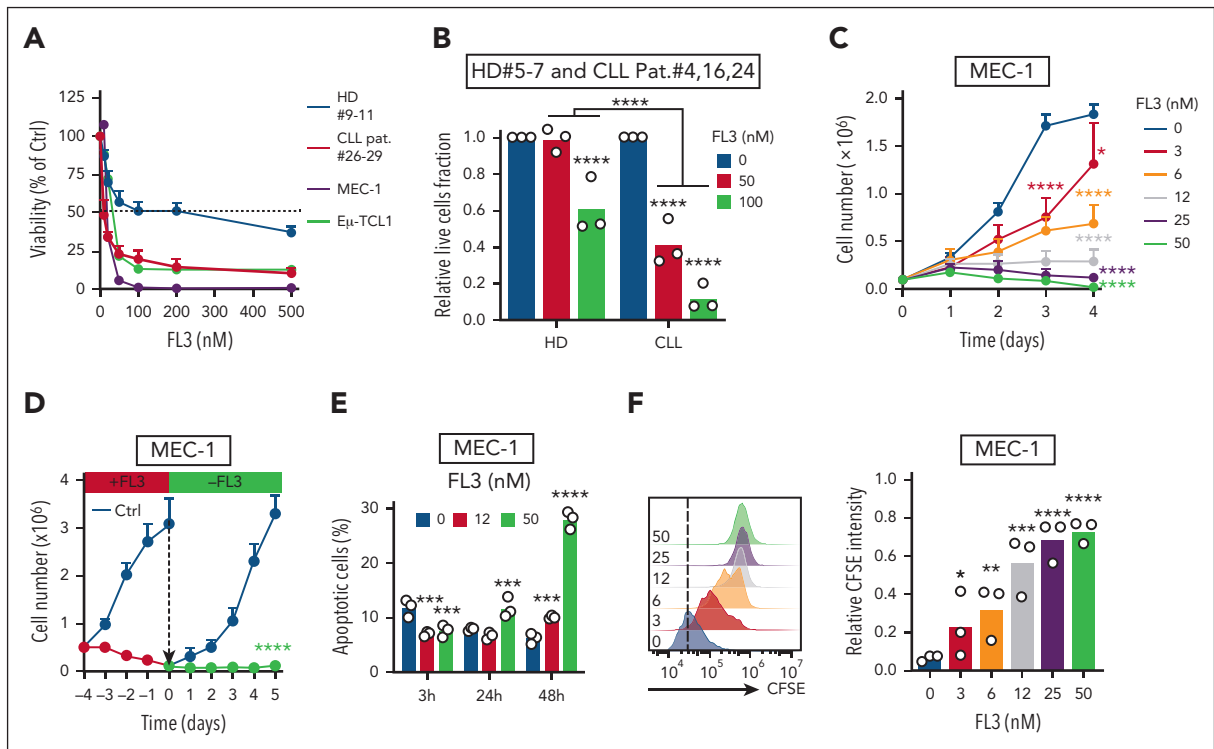 A
Viability (% of Ctrl)
125
100
75
50
25
0
0 100 200 300 400 500
FL3 (nM)
HD
#9-11
CLL pat.
#26-29
MEC-1
Eμ-TCL1
B
HD#5-7 and CLL Pat.#4,16,24
Relative live cells fraction
1.0
0.8
0.6
0.4
0.2
0.0
****
****
****
****
HD CLL
FL3 (nM)
0
50
100
C
MEC-1
Cell number (×10⁶)
2.0
1.5
1.0
0.5
0.0
0 1 2 3 4
Time (days)
****
*
****
****
****
****
FL3 (nM)
0
3
6
12
25
50
D
MEC-1
+FL3 −FL3
Ctrl
Cell number (x10⁶)
4
3
2
1
0
****
−4 −3 −2 −1 0 1 2 3 4 5
Time (days)
E
MEC-1
FL3 (nM)
0 12 50
Apoptotic cells (%)
30
20
10
0
*** ***
***
***
****
3h 24h 48h
F
50
25
12
6
3
0
10⁴ 10⁵ 10⁶ 10⁷
CFSE
MEC-1
Relative CFSE intensity
1.0
0.8
0.6
0.4
0.2
0.0
* ** *** **** ****
0 3 6 12 25 50
FL3 (nM)